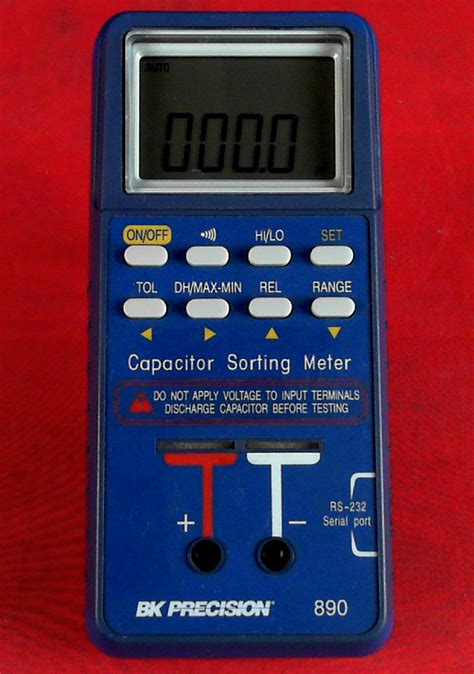 AUTO
000.0
ON/OFF •)))) HI/LO SET
TOL DH/MAX-MIN REL RANGE
Capacitor Sorting Meter
DO NOT APPLY VOLTAGE TO INPUT TERMINALS
DISCHARGE CAPACITOR BEFORE TESTING
RS-232
Serial port
+ −
BK PRECISION® 890